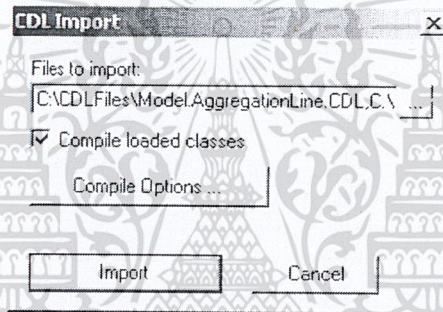 CDL Import
Files to import:
C:\CDLFiles\Model.AggregationLine.CDL,C:\ ...
Compile loaded classes
Compile Options ...
Import Cancel